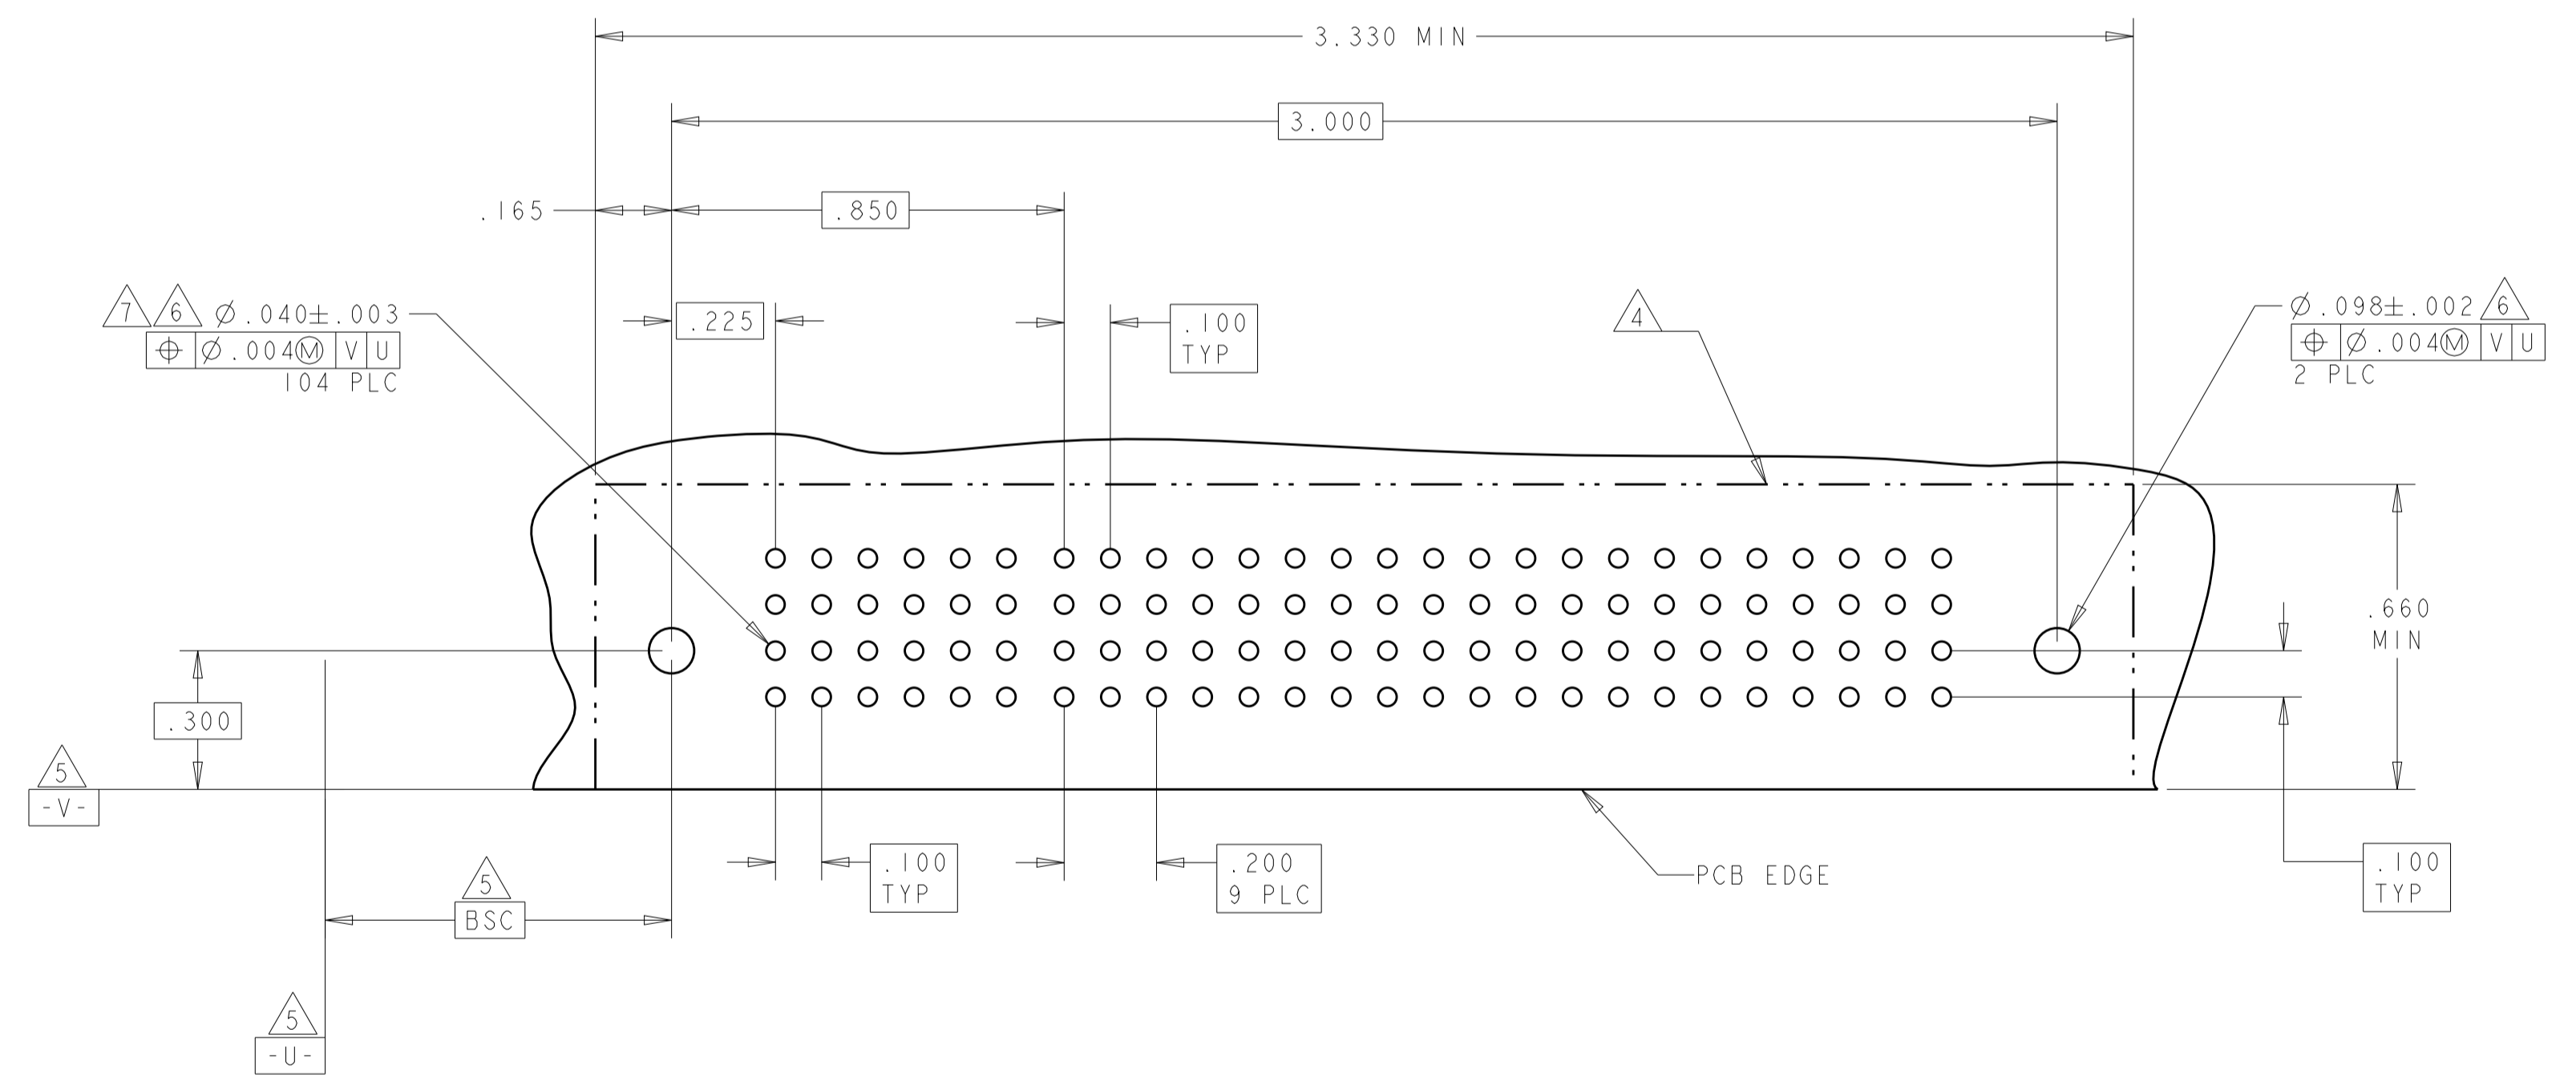 3.330 MIN
3.000
.165
.850
7 6 Ø.040±.003
⌖ Ø.004Ⓜ V U
104 PLC
.225
.100
TYP
4
Ø.098±.002 6
⌖ Ø.004Ⓜ V U
2 PLC
.660
MIN
.300
5
-V-
5
BSC
.100
TYP
.200
9 PLC
PCB EDGE
.100
TYP
5
-U-